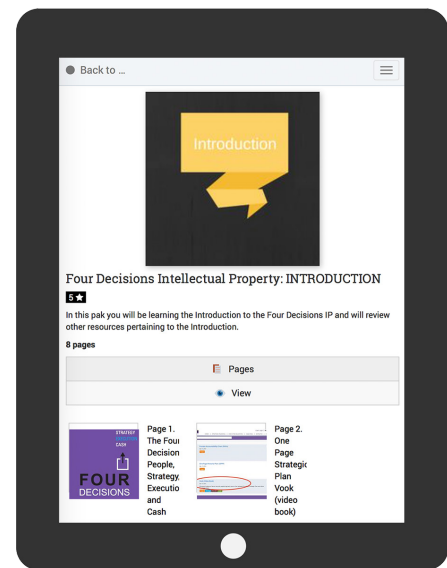 Back to ...
Introduction
Four Decisions Intellectual Property: INTRODUCTION
5 ★
In this pak you will be learning the Introduction to the Four Decisions IP and will review
other resources pertaining to the Introduction.
8 pages
Pages
View
STRATEGY
CASH
FOUR
DECISIONS
Page 1.
The Four
Decision
People,
Strategy,
Executio
and
Cash
Page 2.
One
Page
Strategic
Plan
Vook
(video
book)